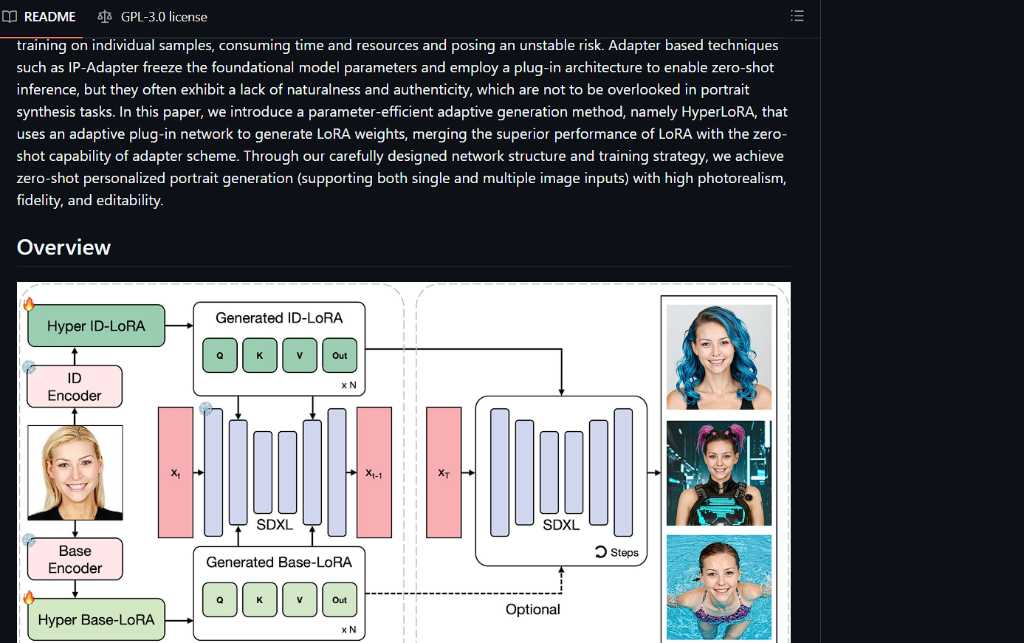 README GPL-3.0 license
training on individual samples, consuming time and resources and posing an unstable risk. Adapter based techniques
such as IP-Adapter freeze the foundational model parameters and employ a plug-in architecture to enable zero-shot
inference, but they often exhibit a lack of naturalness and authenticity, which are not to be overlooked in portrait
synthesis tasks. In this paper, we introduce a parameter-efficient adaptive generation method, namely HyperLoRA, that
uses an adaptive plug-in network to generate LoRA weights, merging the superior performance of LoRA with the zero-
shot capability of adapter scheme. Through our carefully designed network structure and training strategy, we achieve
zero-shot personalized portrait generation (supporting both single and multiple image inputs) with high photorealism,
fidelity, and editability.
Overview
Hyper ID-LoRA
Generated ID-LoRA
Q K V Out
x N
ID
Encoder
Xt
SDXL
Xt-1
XT
SDXL
Steps
Base
Encoder
Generated Base-LoRA
Q K V Out
x N
Hyper Base-LoRA
Optional